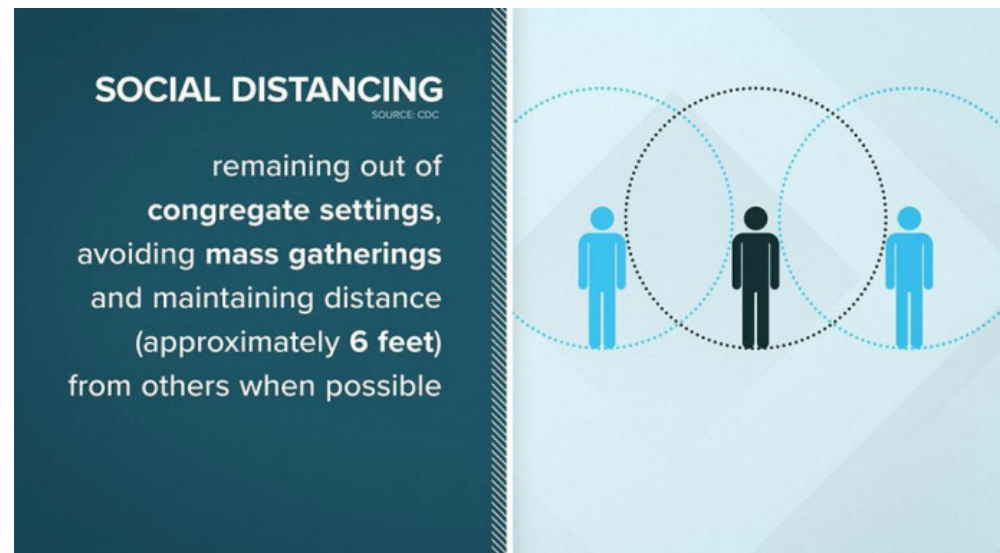 SOCIAL DISTANCING
SOURCE: CDC
remaining out of
congregate settings,
avoiding mass gatherings
and maintaining distance
(approximately 6 feet)
from others when possible